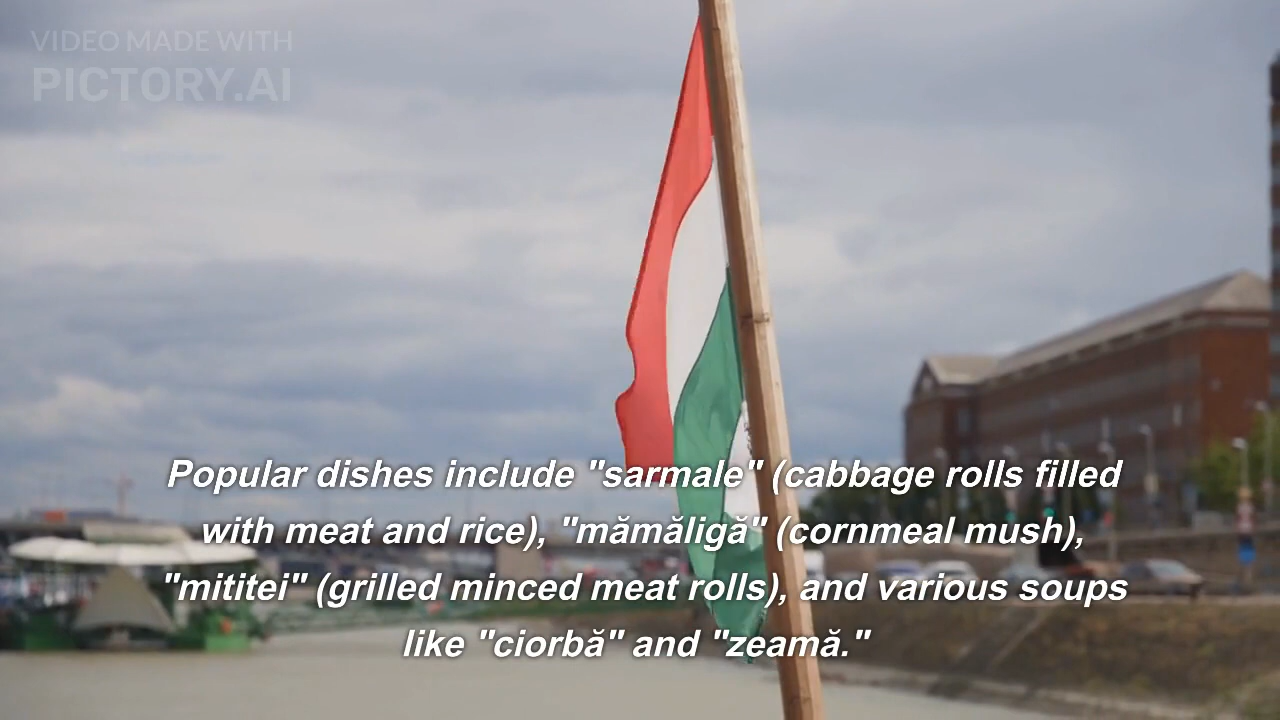 VIDEO MADE WITH
PICTORY.AI
Popular dishes include "sarmale" (cabbage rolls filled
with meat and rice), "mămăligă" (cornmeal mush),
"mititei" (grilled minced meat rolls), and various soups
like "ciorbă" and "zeamă."